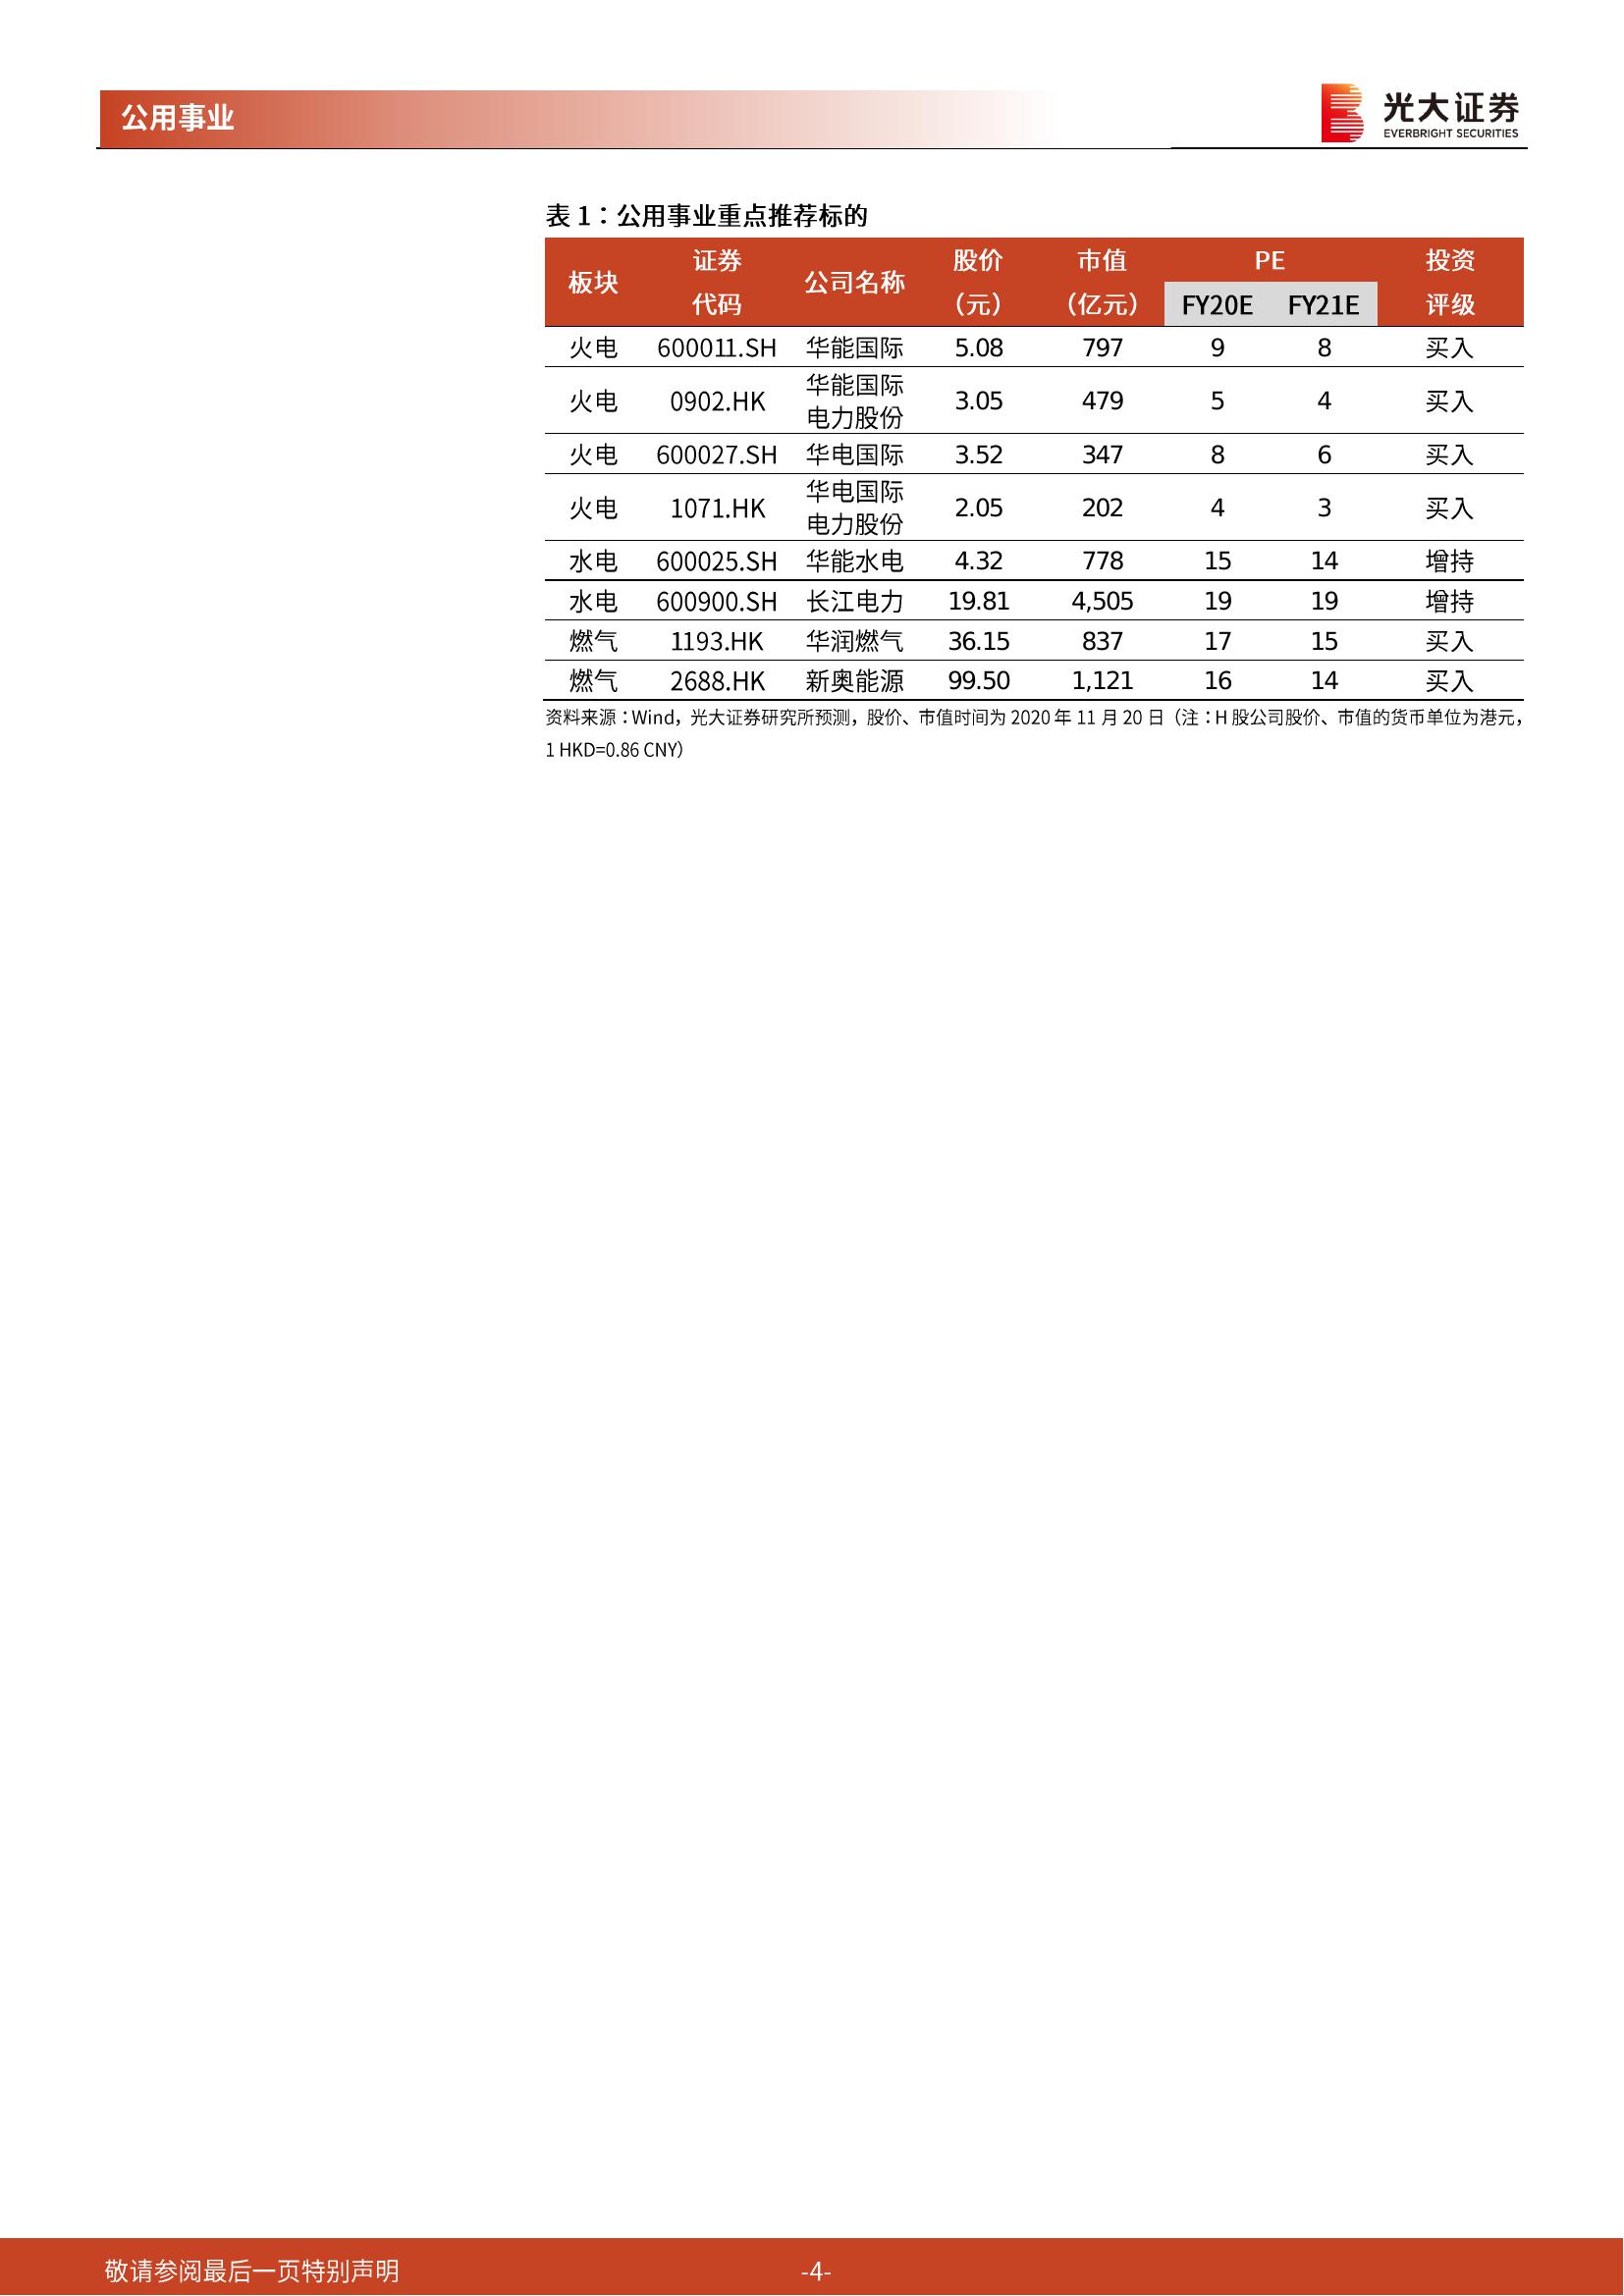 公用事业
光大证券
EVERBRIGHT SECURITIES
表 1：公用事业重点推荐标的
板块 证券代码 公司名称 股价（元） 市值（亿元） PE 投资评级
FY20E FY21E
火电 600011.SH 华能国际 5.08 797 9 8 买入
火电 0902.HK 华能国际电力股份 3.05 479 5 4 买入
火电 600027.SH 华电国际 3.52 347 8 6 买入
火电 1071.HK 华电国际电力股份 2.05 202 4 3 买入
水电 600025.SH 华能水电 4.32 778 15 14 增持
水电 600900.SH 长江电力 19.81 4,505 19 19 增持
燃气 1193.HK 华润燃气 36.15 837 17 15 买入
燃气 2688.HK 新奥能源 99.50 1,121 16 14 买入
资料来源：Wind，光大证券研究所预测，股价、市值时间为 2020 年 11 月 20 日（注：H 股公司股价、市值的货币单位为港元，
1 HKD=0.86 CNY）
敬请参阅最后一页特别声明
-4-